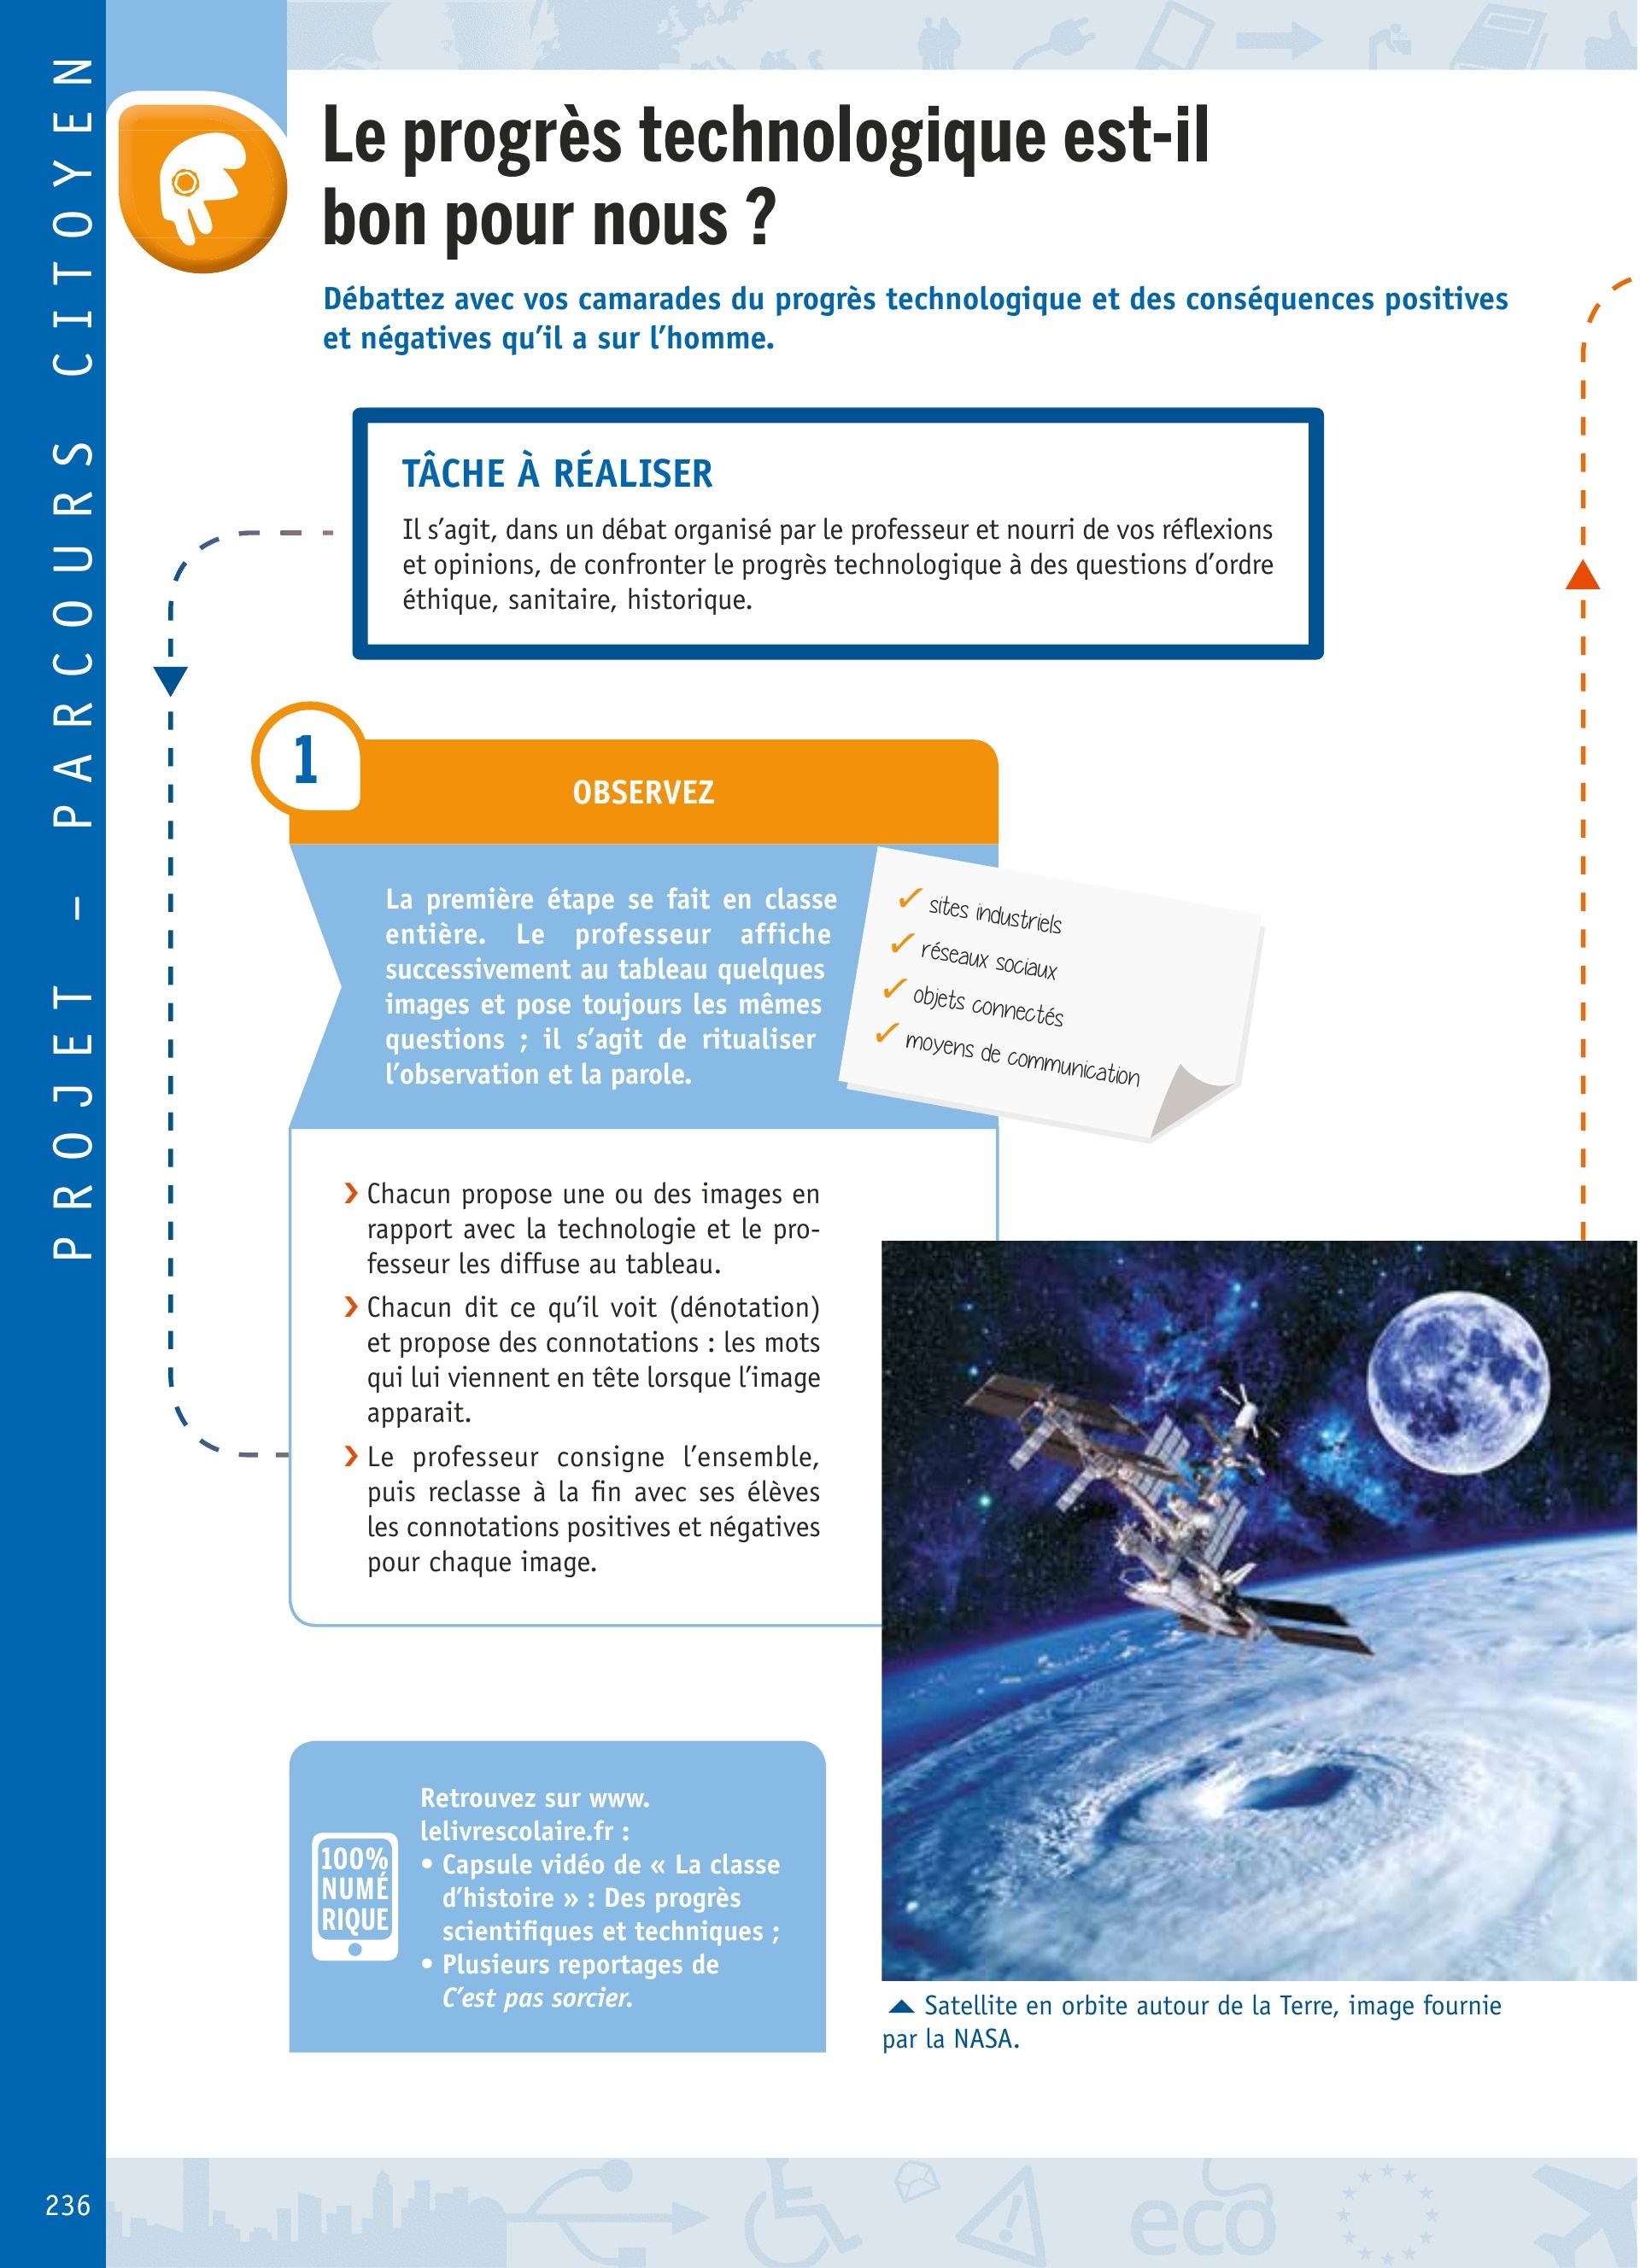 PROJET – PARCOURS CITOYEN
Le progrès technologique est-il
bon pour nous ?
Débattez avec vos camarades du progrès technologique et des conséquences positives
et négatives qu’il a sur l’homme.
TÂCHE À RÉALISER
Il s’agit, dans un débat organisé par le professeur et nourri de vos réflexions
et opinions, de confronter le progrès technologique à des questions d’ordre
éthique, sanitaire, historique.
1
OBSERVEZ
La première étape se fait en classe
entière. Le professeur affiche
successivement au tableau quelques
images et pose toujours les mêmes
questions ; il s’agit de ritualiser
l’observation et la parole.
✓ sites industriels
✓ réseaux sociaux
✓ objets connectés
✓ moyens de communication
› Chacun propose une ou des images en
rapport avec la technologie et le pro-
fesseur les diffuse au tableau.
› Chacun dit ce qu’il voit (dénotation)
et propose des connotations : les mots
qui lui viennent en tête lorsque l’image
apparait.
› Le professeur consigne l’ensemble,
puis reclasse à la fin avec ses élèves
les connotations positives et négatives
pour chaque image.
100%
NUMÉ
RIQUE
Retrouvez sur www.
lelivrescolaire.fr :
• Capsule vidéo de « La classe
d’histoire » : Des progrès
scientifiques et techniques ;
• Plusieurs reportages de
C’est pas sorcier.
Satellite en orbite autour de la Terre, image fournie
par la NASA.
eco
236